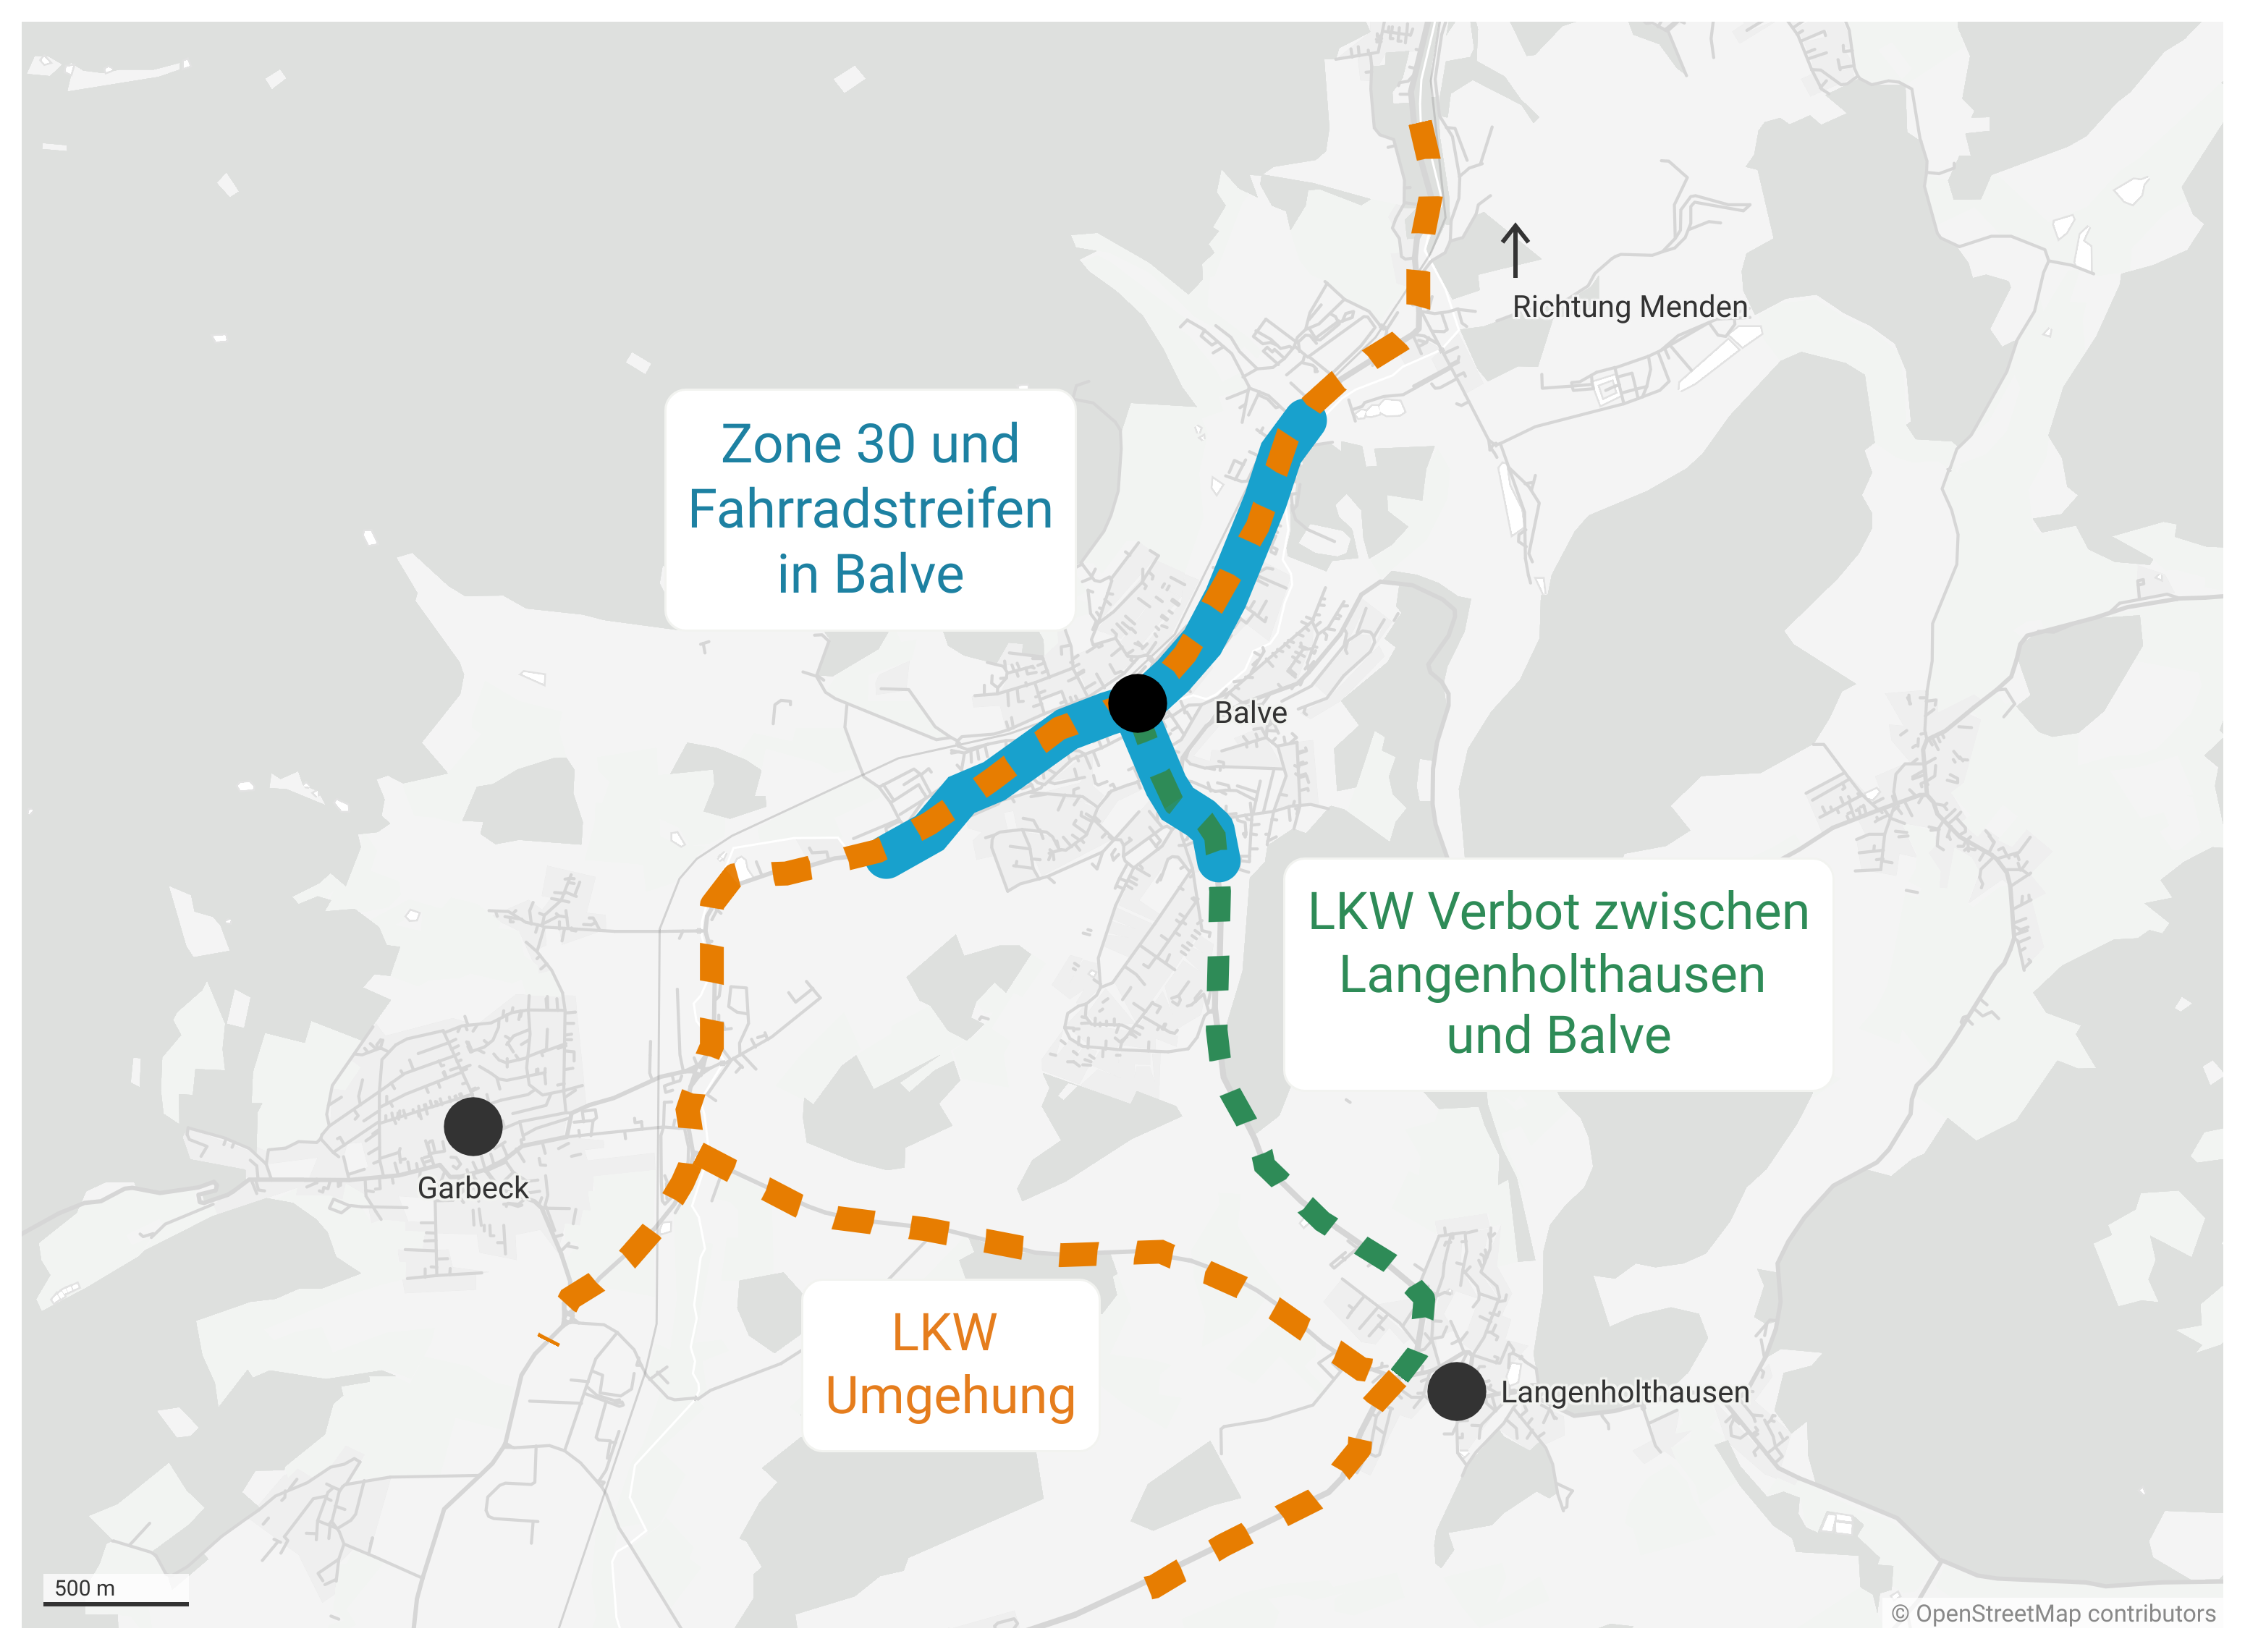 Richtung Menden
Zone 30 und
Fahrradstreifen
in Balve
Balve
LKW Verbot zwischen
Langenholthausen
und Balve
Garbeck
LKW
Umgehung
Langenholthausen
500 m
© OpenStreetMap contributors